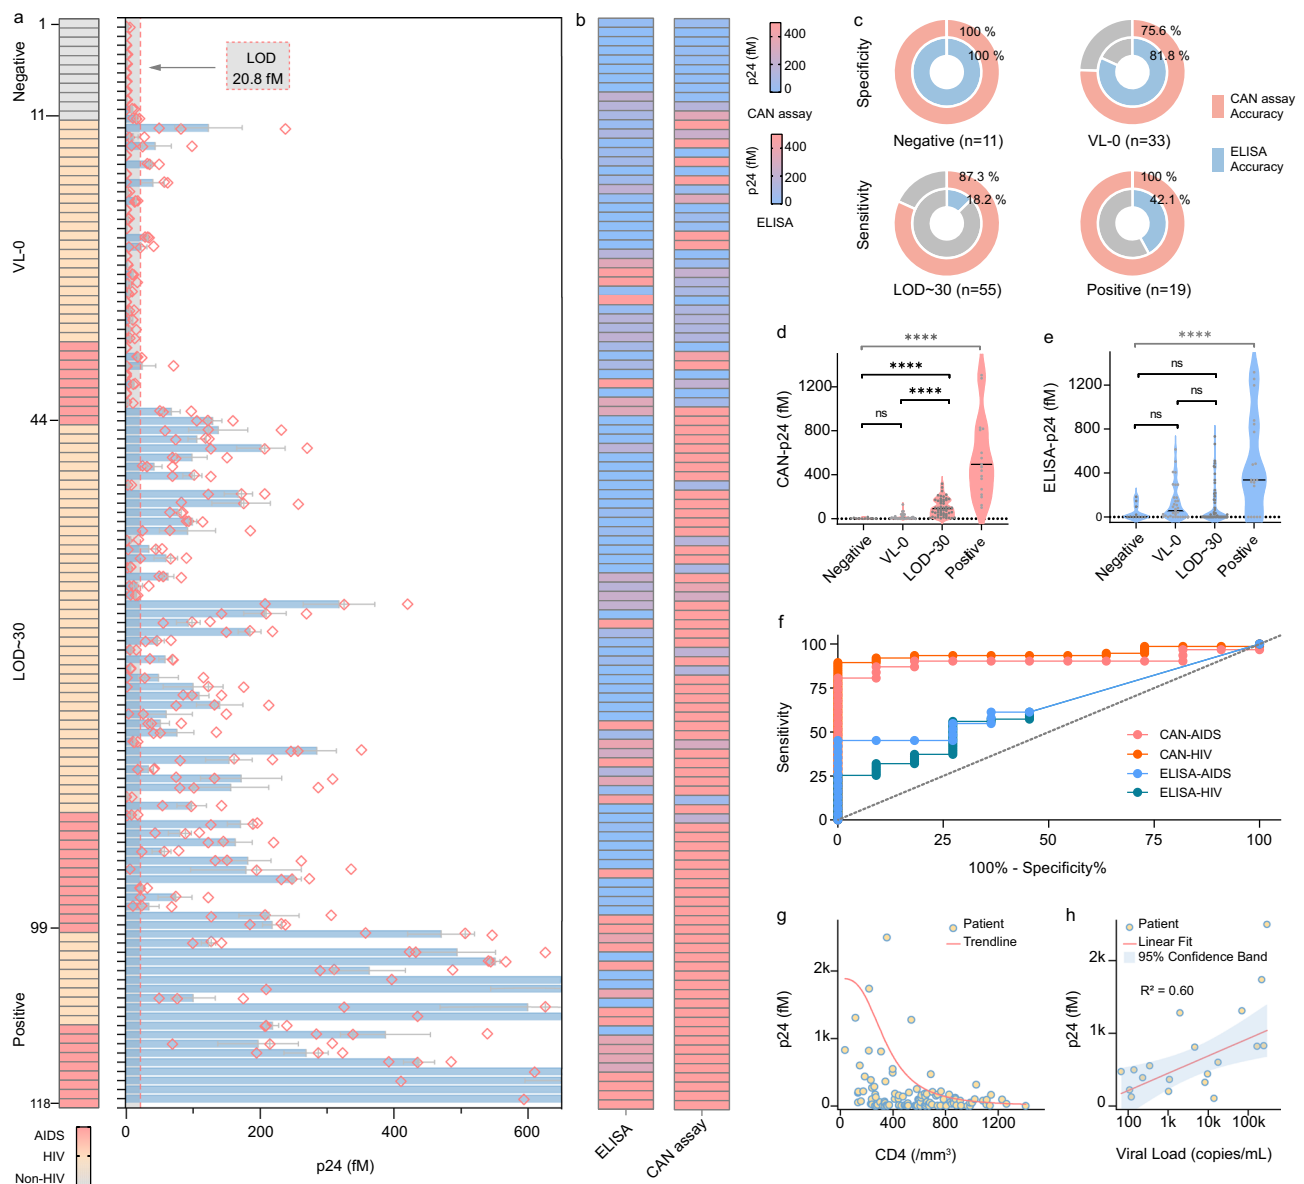 a
1
Negative
11
VL-0
44
LOD~30
99
Positive
118
AIDS
HIV
Non-HIV
LOD
20.8 fM
0
200
400
600
p24 (fM)
b
ELISA
CAN assay
p24 (fM)
400
200
0
CAN assay
p24 (fM)
400
200
0
ELISA
c
Specificity
100 %
100 %
Negative (n=11)
75.6 %
81.8 %
VL-0 (n=33)
CAN assay
Accuracy
ELISA
Accuracy
Sensitivity
87.3 %
18.2 %
LOD~30 (n=55)
100 %
42.1 %
Positive (n=19)
d
CAN-p24 (fM)
1200
800
400
0
****
****
****
ns
Negative
VL-0
LOD~30
Postive
e
ELISA-p24 (fM)
1200
800
400
0
****
ns
ns
ns
Negative
VL-0
LOD~30
Postive
f
Sensitivity
100
75
50
25
0
0
25
50
75
100
100% - Specificity%
CAN-AIDS
CAN-HIV
ELISA-AIDS
ELISA-HIV
g
p24 (fM)
2k
1k
0
0
400
800
1200
CD4 (/mm³)
Patient
Trendline
h
p24 (fM)
2k
1k
0
100
1k
10k
100k
Viral Load (copies/mL)
Patient
Linear Fit
95% Confidence Band
R² = 0.60